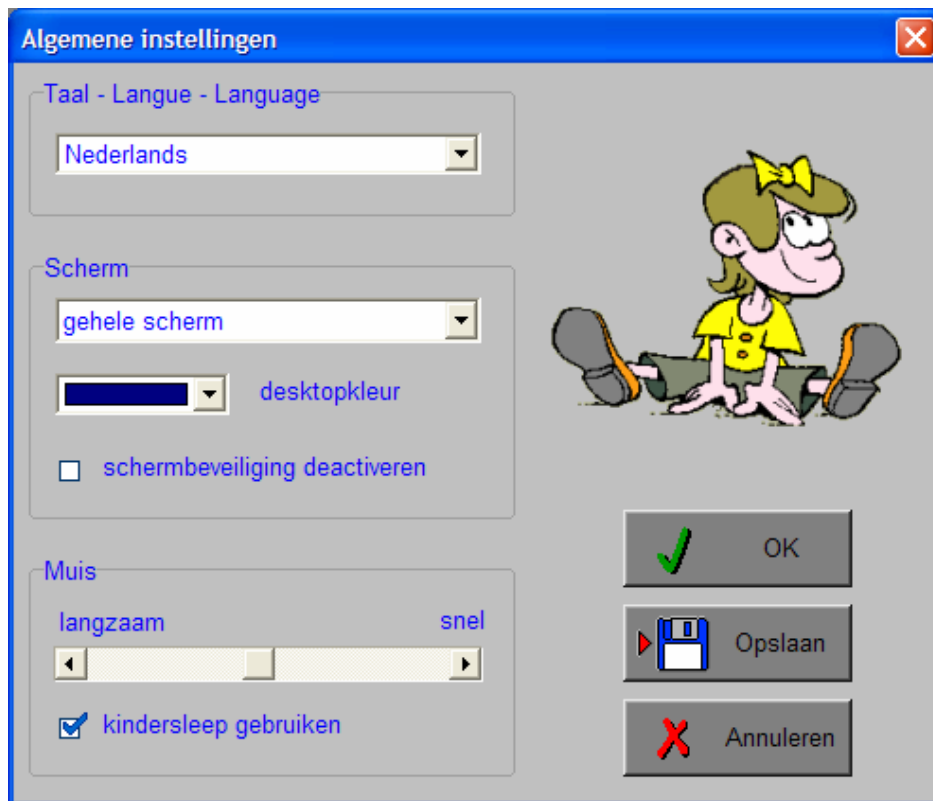 Algemene instellingen
Taal - Langue - Language
Nederlands
Scherm
gehele scherm
desktopkleur
schermbeveiliging deactiveren
Muis
langzaam
snel
kindersleep gebruiken
OK
Opslaan
Annuleren